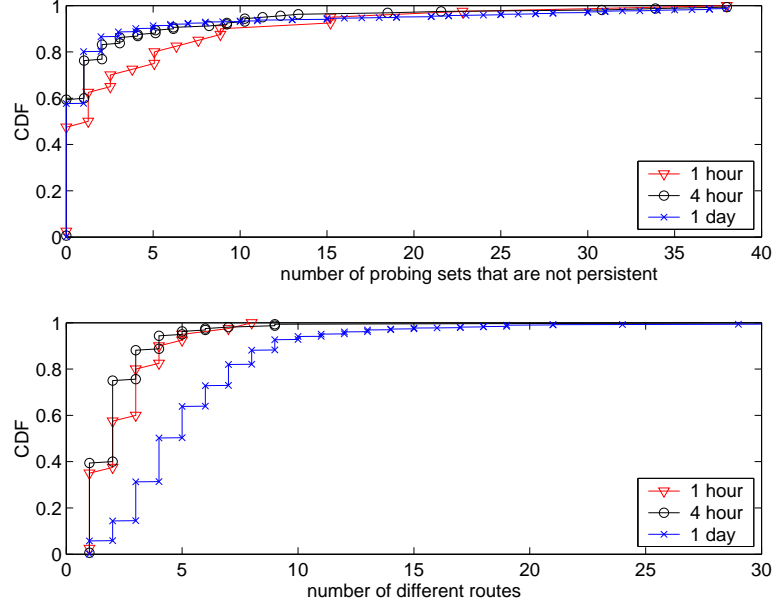 1
0.8
0.6
0.4
0.2
0
CDF
1 hour
4 hour
1 day
0 5 10 15 20 25 30 35 40
number of probing sets that are not persistent
1
0.8
0.6
0.4
0.2
0
CDF
1 hour
4 hour
1 day
0 5 10 15 20 25 30
number of different routes